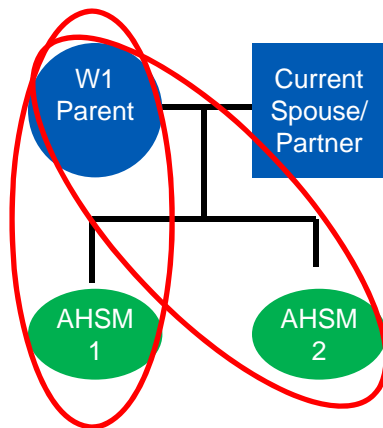 W1
Parent
Current
Spouse/
Partner
AHSM
1
AHSM
2